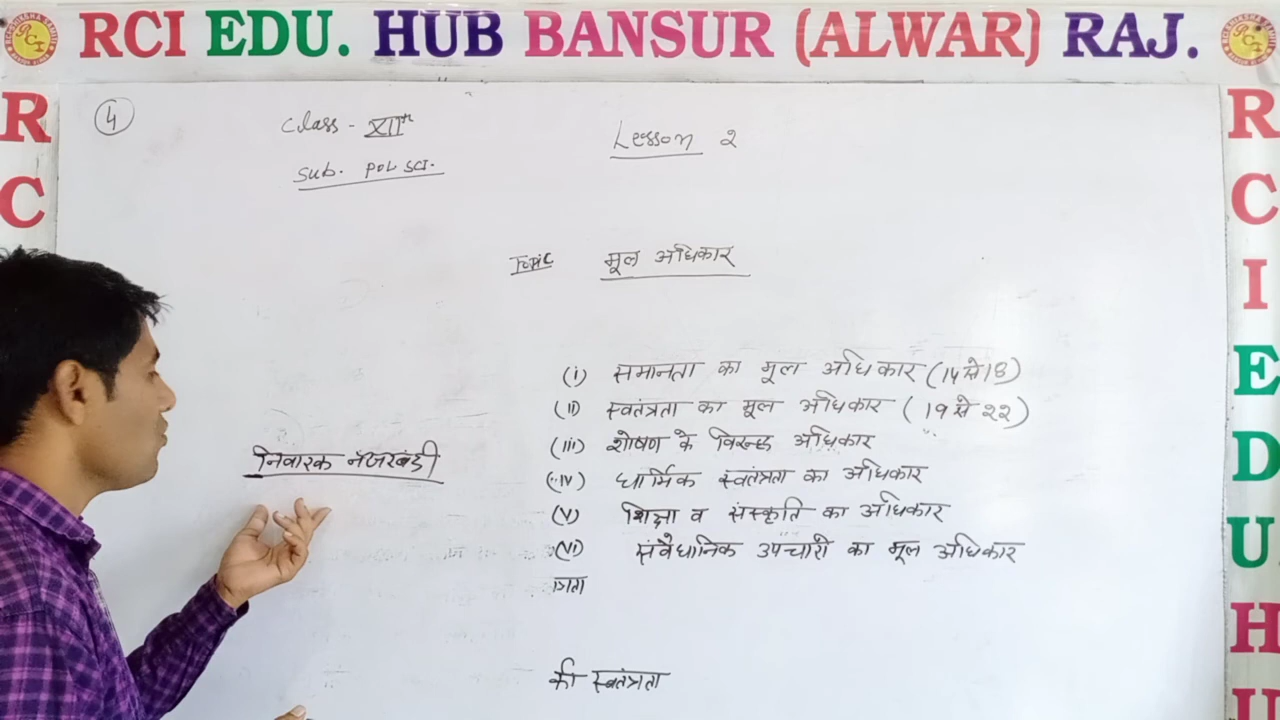 RCI EDU. HUB BANSUR (ALWAR) RAJ.
R
C
4
Class - XIIth
Sub. POL SCI.
Lesson 2
Topic मूल अधिकार
(i) समानता का मूल अधिकार (14 से 18)
(ii) स्वतंत्रता का मूल अधिकार (19 से 22)
(iii) शोषण के विरूद्ध अधिकार
(iv) धार्मिक स्वतंत्रता का अधिकार
(v) शिक्षा व संस्कृति का अधिकार
(vi) संवैधानिक उपचारो का मूल अधिकार
त्रता
की स्वतंत्रता
निवारक नजरबंदी
R
C
I
E
D
U.
H
U